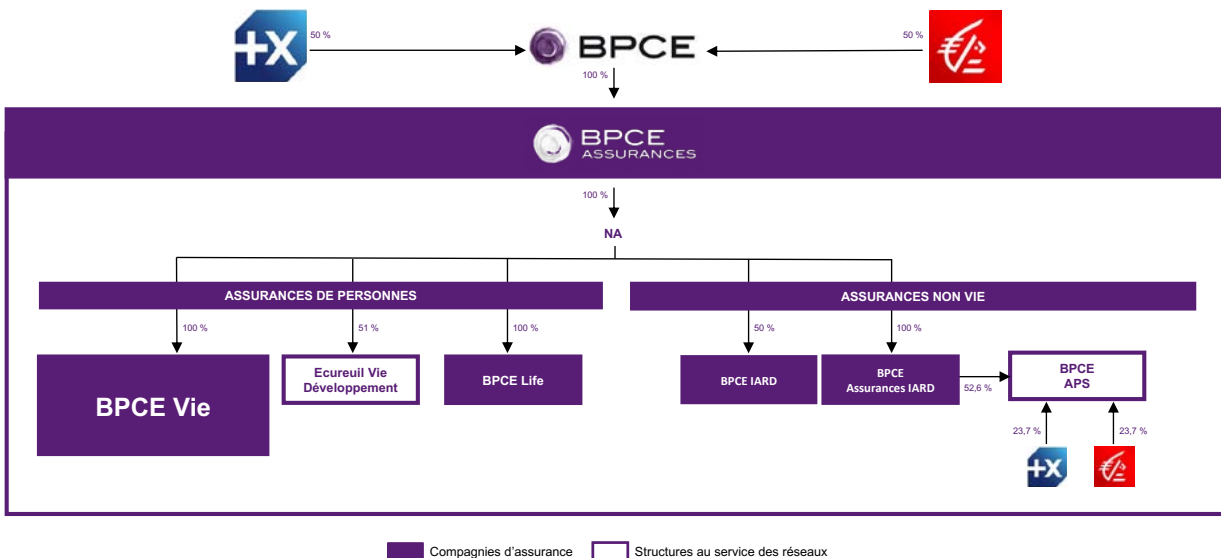 +X
50 %
BPCE
50 %
100 %
BPCE
ASSURANCES
100 %
NA
ASSURANCES DE PERSONNES
ASSURANCES NON VIE
100 %
51 %
100 %
50 %
100 %
BPCE Vie
Ecureuil Vie
Développement
BPCE Life
BPCE IARD
BPCE
Assurances IARD
52,6 %
BPCE
APS
23,7 %
23,7 %
+X
Compagnies d'assurance
Structures au service des réseaux